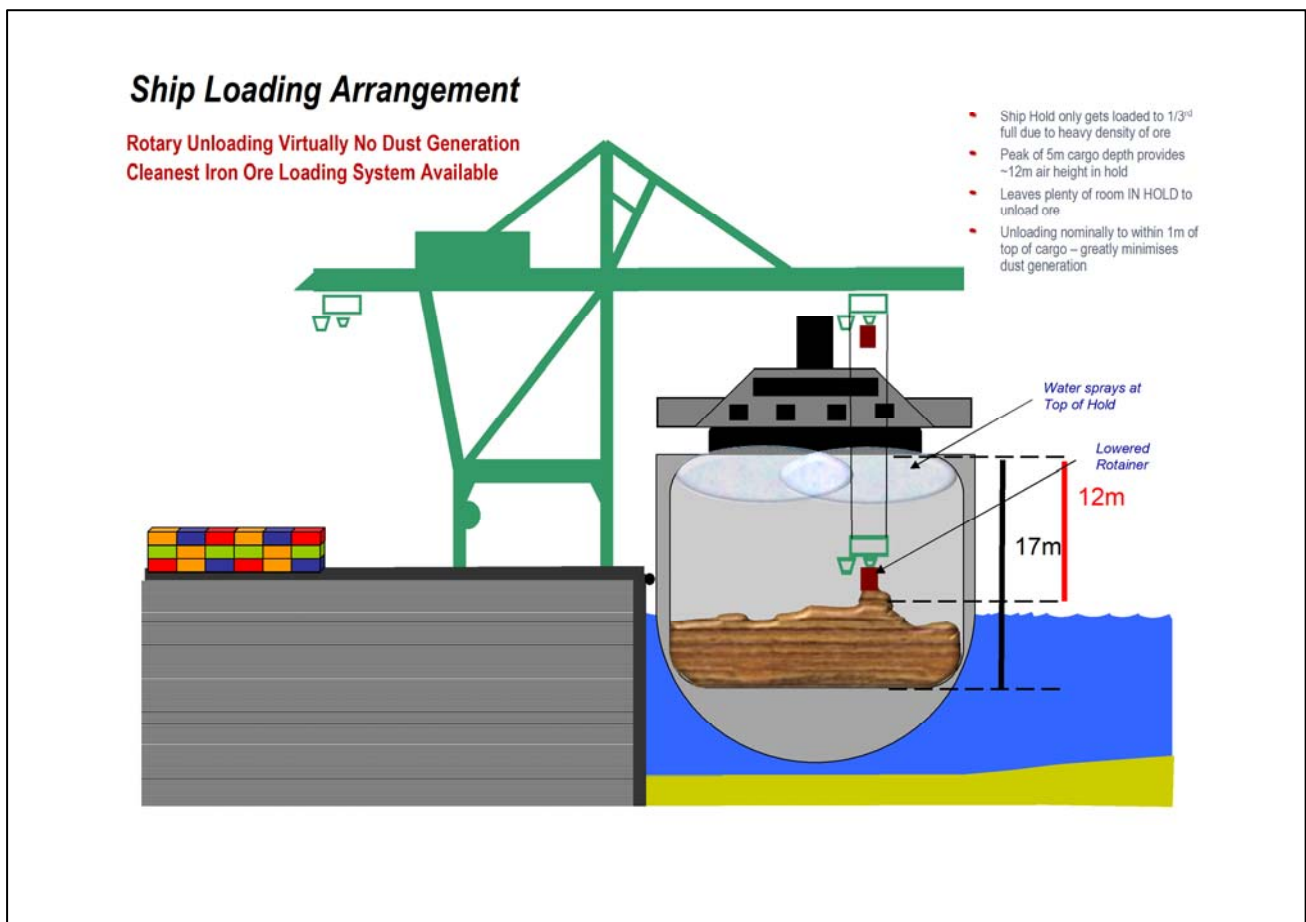 Ship Loading Arrangement
Rotary Unloading Virtually No Dust Generation
Cleanest Iron Ore Loading System Available
• Ship Hold only gets loaded to 1/3rd
full due to heavy density of ore
• Peak of 5m cargo depth provides
~12m air height in hold
• Leaves plenty of room IN HOLD to
unload ore
• Unloading nominally to within 1m of
top of cargo – greatly minimises
dust generation
Water sprays at
Top of Hold
Lowered
Rotainer
12m
17m